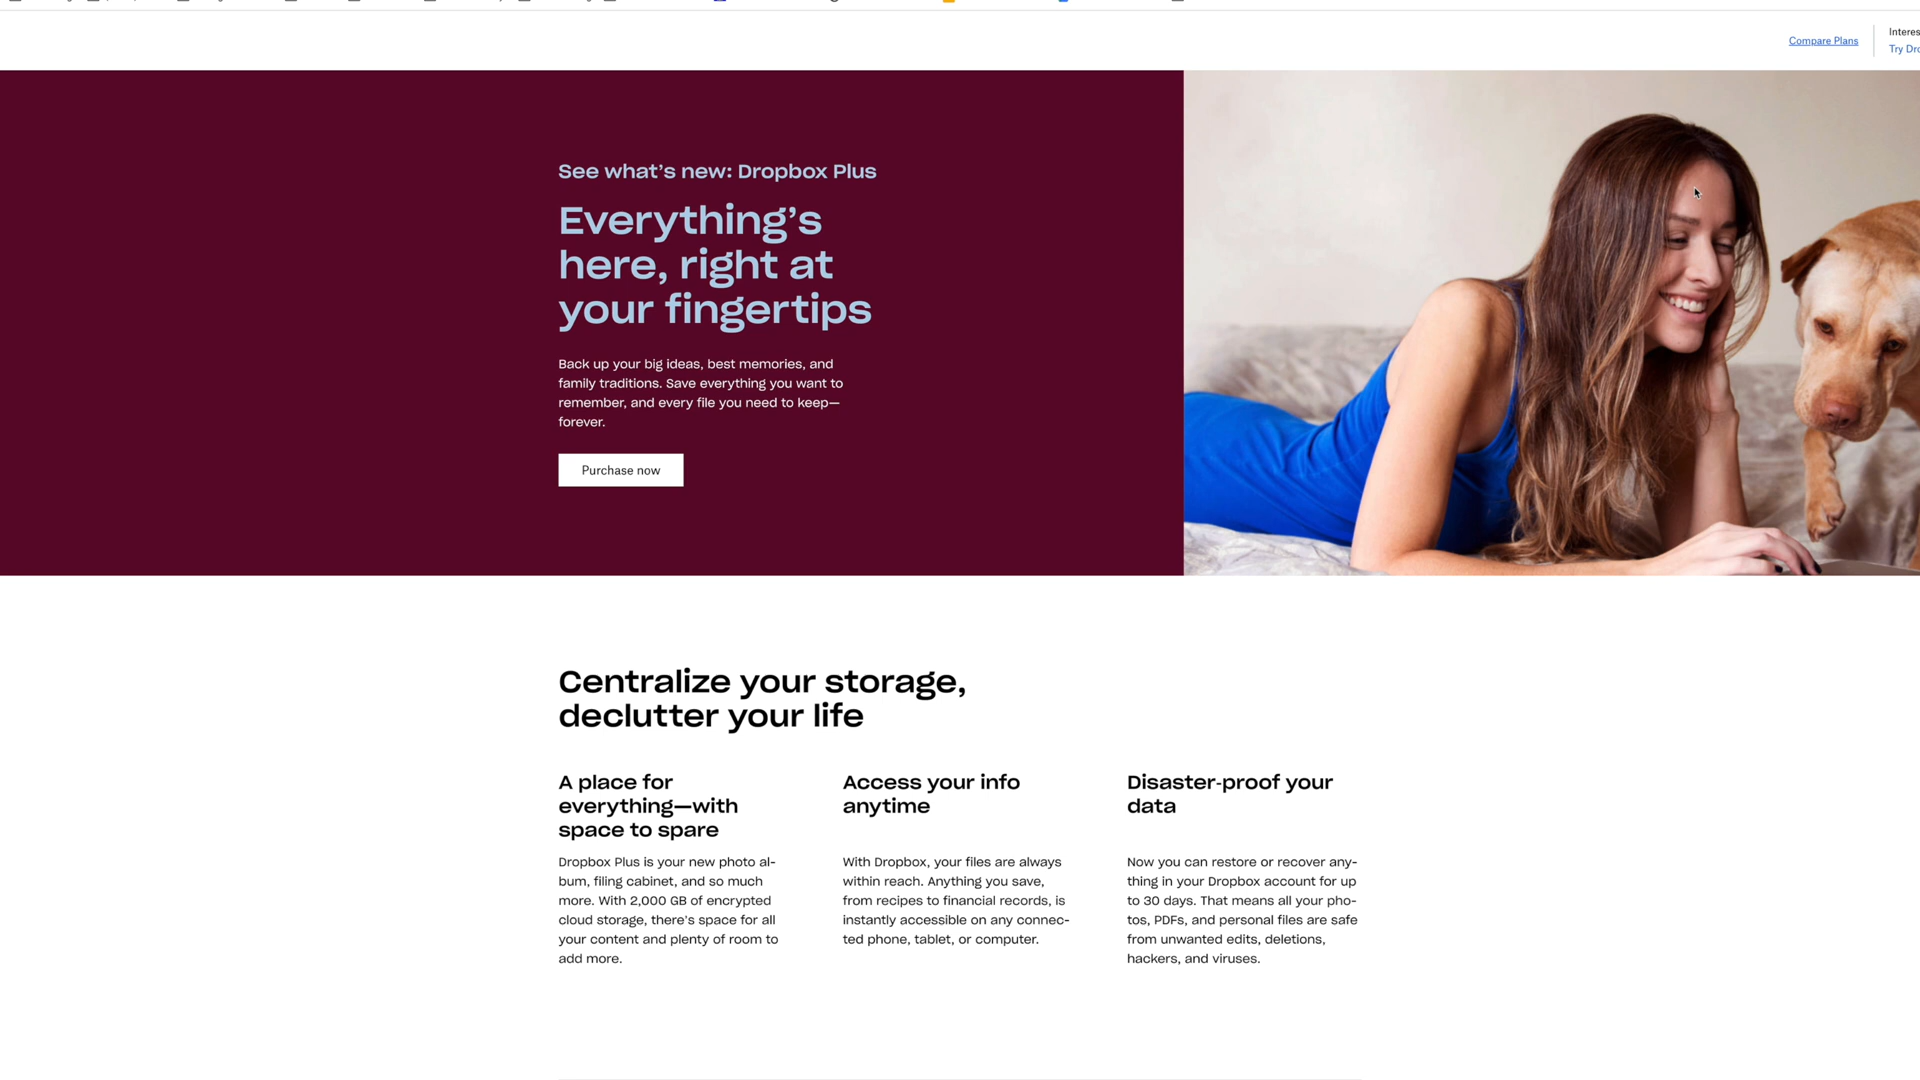 Compare Plans
See what's new: Dropbox Plus
Everything's
here, right at
your fingertips
Back up your big ideas, best memories, and
family traditions. Save everything you want to
remember, and every file you need to keep—
forever.
Purchase now
Centralize your storage,
declutter your life
A place for
everything—with
space to spare
Dropbox Plus is your new photo al-
bum, filing cabinet, and so much
more. With 2,000 GB of encrypted
cloud storage, there's space for all
your content and plenty of room to
add more.
Access your info
anytime
With Dropbox, your files are always
within reach. Anything you save,
from recipes to financial records, is
instantly accessible on any connec-
ted phone, tablet, or computer.
Disaster-proof your
data
Now you can restore or recover any-
thing in your Dropbox account for up
to 30 days. That means all your pho-
tos, PDFs, and personal files are safe
from unwanted edits, deletions,
hackers, and viruses.